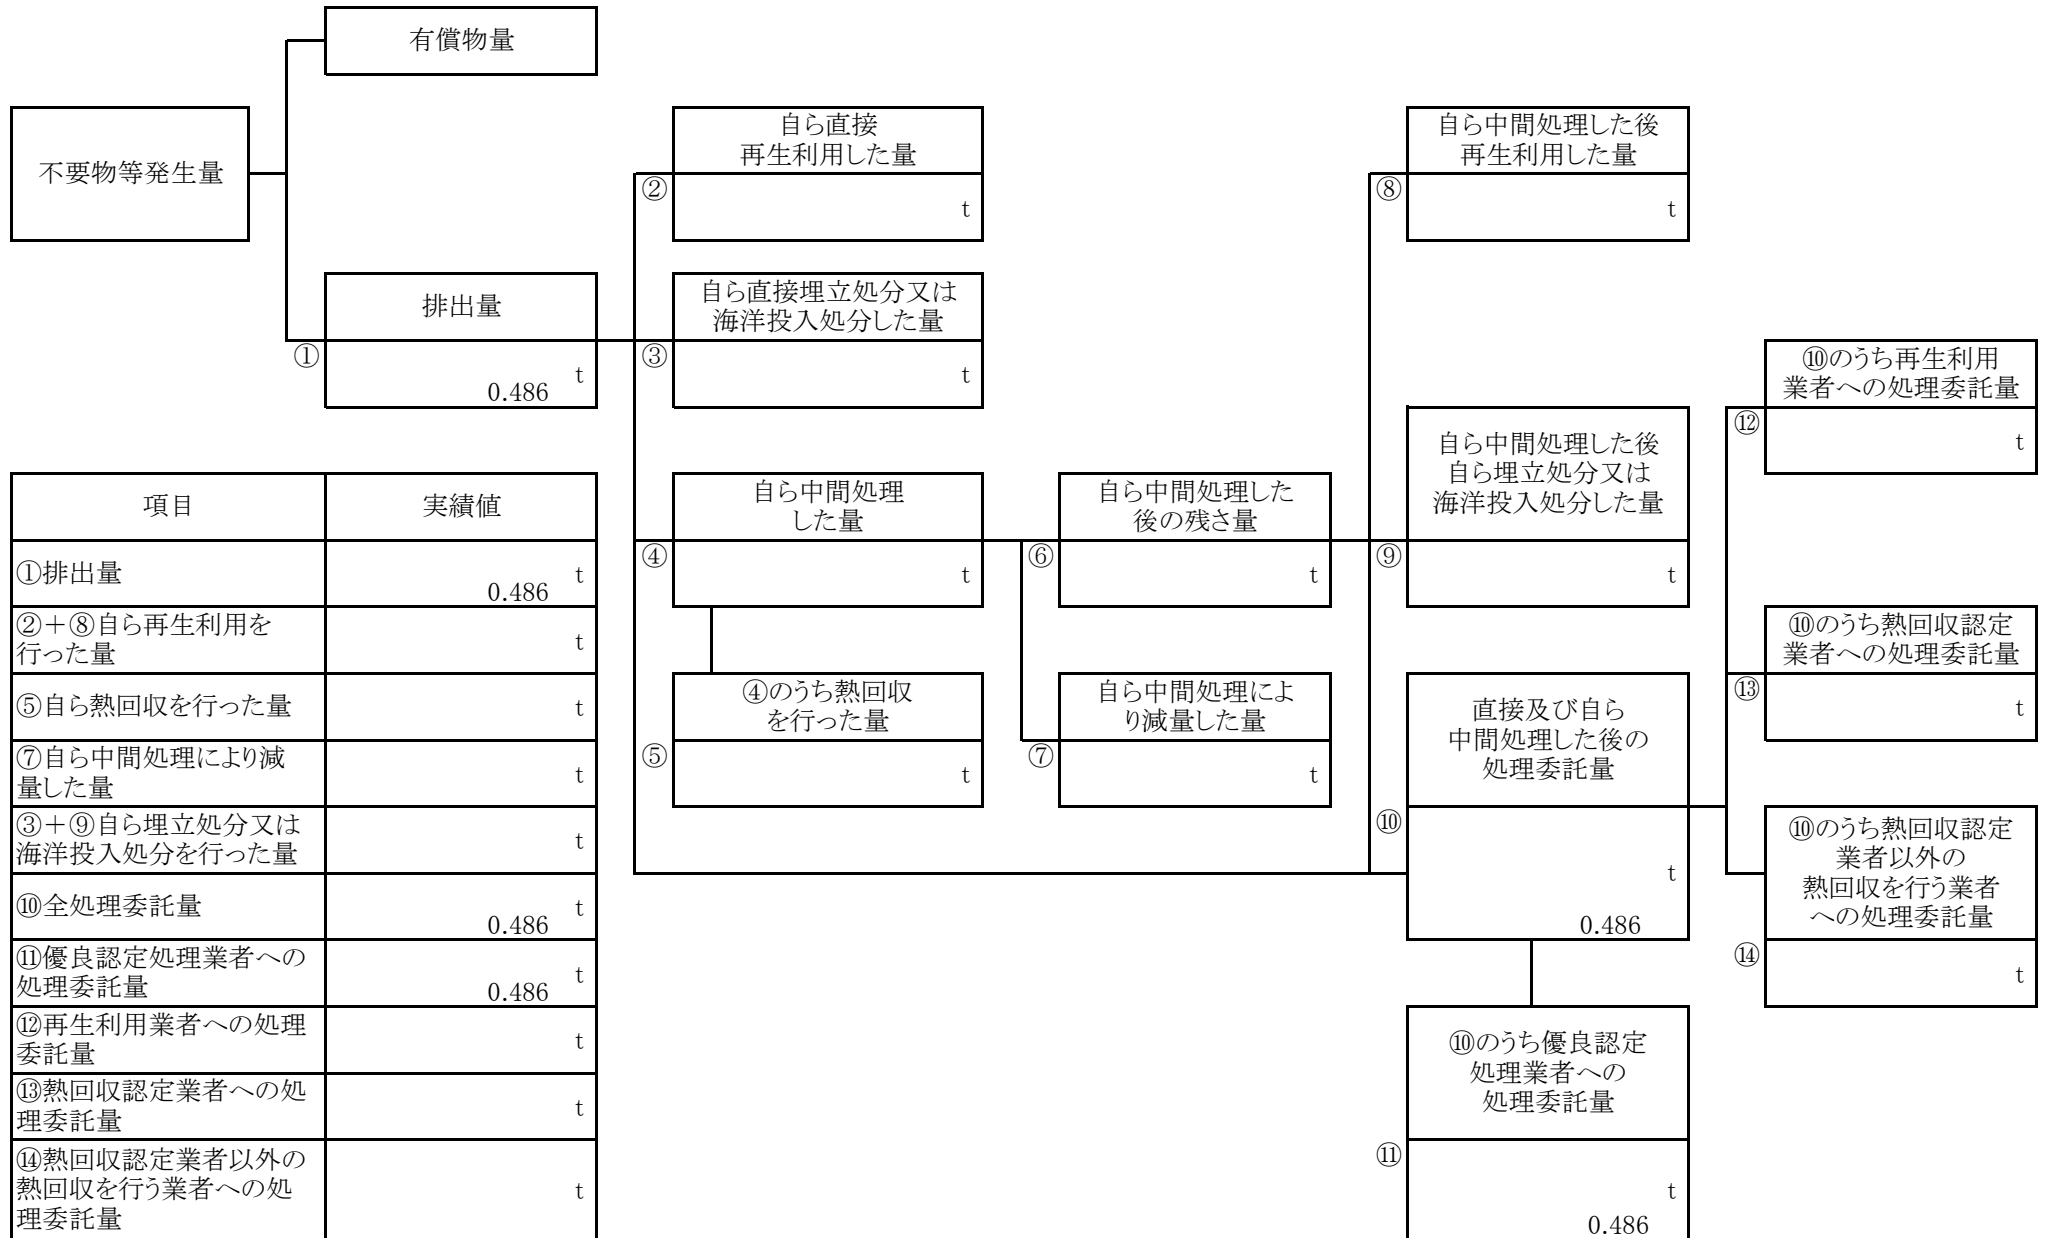 有償物量
不要物等発生量
排出量
①
t
0.486
自ら直接
再生利用した量
②
t
自ら直接埋立処分又は
海洋投入処分した量
③
t
自ら中間処理
した量
④
t
④のうち熱回収
を行った量
⑤
t
自ら中間処理した
後の残さ量
⑥
t
自ら中間処理によ
り減量した量
⑦
t
自ら中間処理した後
再生利用した量
⑧
t
自ら中間処理した後
自ら埋立処分又は
海洋投入処分した量
⑨
t
直接及び自ら
中間処理した後の
処理委託量
⑩
t
0.486
⑩のうち優良認定
処理業者への
処理委託量
⑪
t
0.486
⑩のうち再生利用
業者への処理委託量
⑫
t
⑩のうち熱回収認定
業者への処理委託量
⑬
t
⑩のうち熱回収認定
業者以外の
熱回収を行う業者
への処理委託量
⑭
t
項目 実績値
①排出量 t
0.486
②＋⑧自ら再生利用を
行った量 t
⑤自ら熱回収を行った量 t
⑦自ら中間処理により減
量した量 t
③＋⑨自ら埋立処分又は
海洋投入処分を行った量 t
⑩全処理委託量 t
0.486
⑪優良認定処理業者への
処理委託量 t
0.486
⑫再生利用業者への処理
委託量 t
⑬熱回収認定業者への処
理委託量 t
⑭熱回収認定業者以外の
熱回収を行う業者への処
理委託量 t